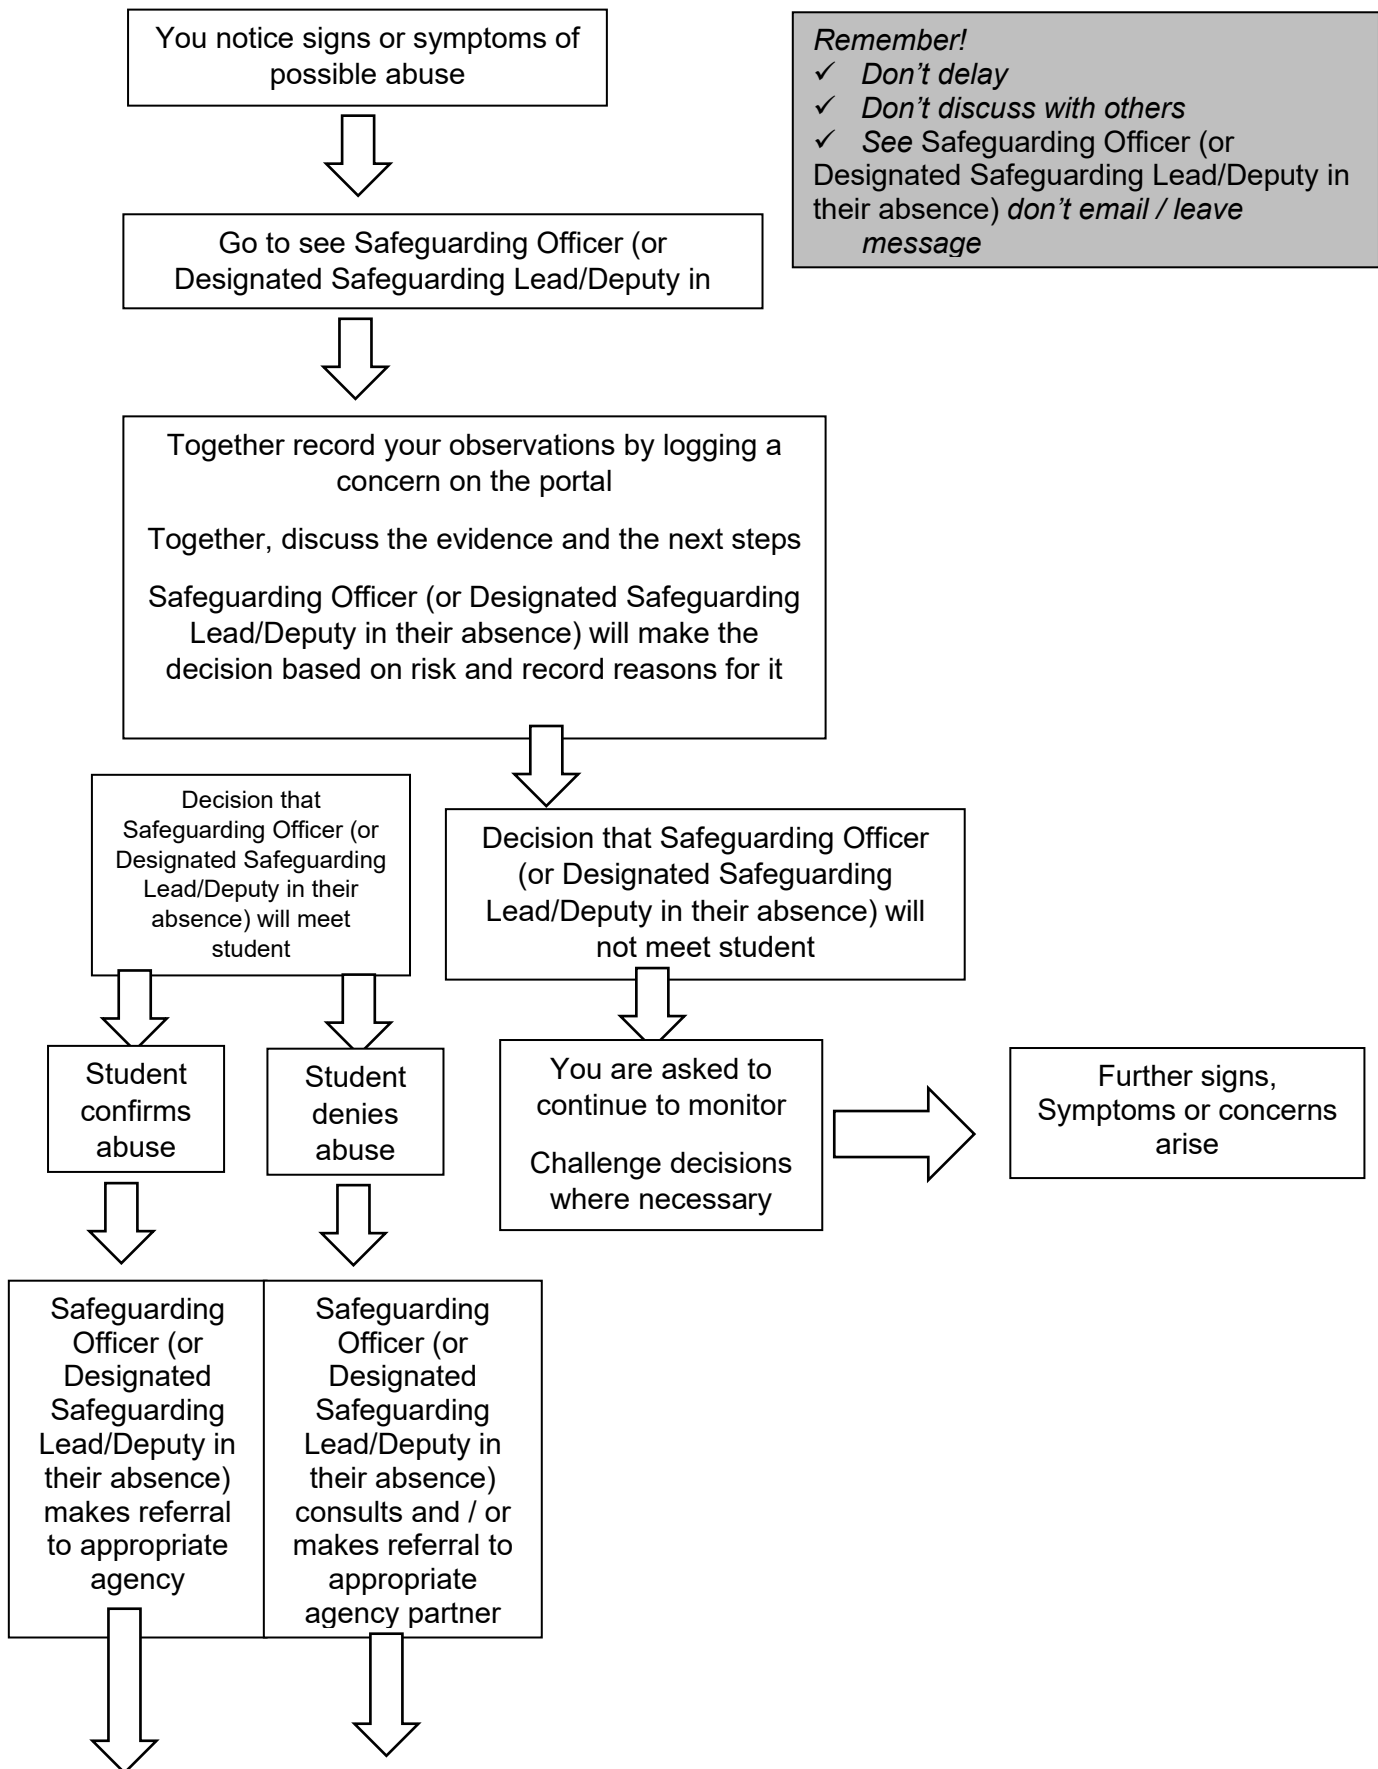 You notice signs or symptoms of
possible abuse
Remember!
✓ Don't delay
✓ Don't discuss with others
✓ See Safeguarding Officer (or
Designated Safeguarding Lead/Deputy in
their absence) don't email / leave
message
Go to see Safeguarding Officer (or
Designated Safeguarding Lead/Deputy in
Together record your observations by logging a
concern on the portal
Together, discuss the evidence and the next steps
Safeguarding Officer (or Designated Safeguarding
Lead/Deputy in their absence) will make the
decision based on risk and record reasons for it
Decision that
Safeguarding Officer (or
Designated Safeguarding
Lead/Deputy in their
absence) will meet
student
Decision that Safeguarding Officer
(or Designated Safeguarding
Lead/Deputy in their absence) will
not meet student
Student
confirms
abuse
Student
denies
abuse
You are asked to
continue to monitor
Challenge decisions
where necessary
Further signs,
Symptoms or concerns
arise
Safeguarding
Officer (or
Designated
Safeguarding
Lead/Deputy in
their absence)
makes referral
to appropriate
agency
Safeguarding
Officer (or
Designated
Safeguarding
Lead/Deputy in
their absence)
consults and / or
makes referral to
appropriate
agency partner